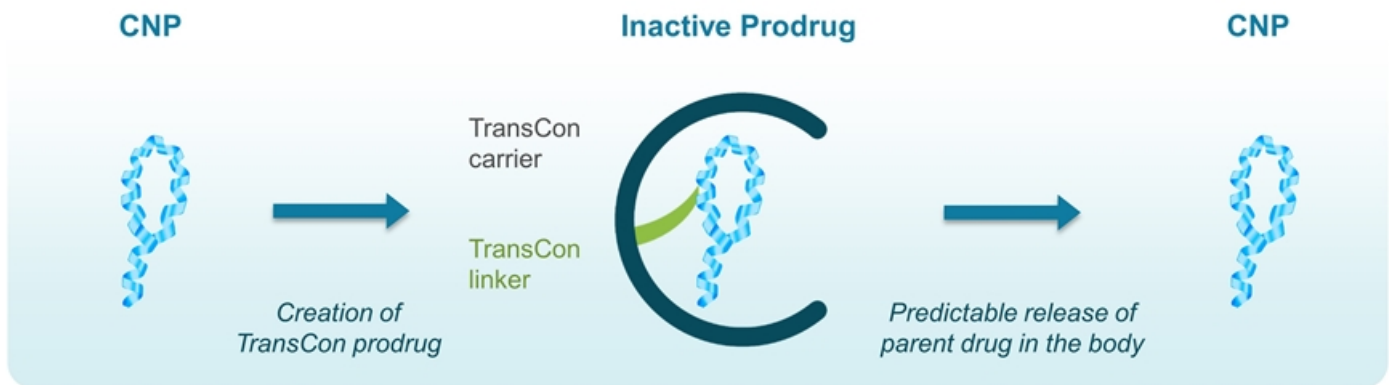 CNP
Inactive Prodrug
CNP
TransCon
carrier
TransCon
linker
Creation of
TransCon prodrug
Predictable release of
parent drug in the body